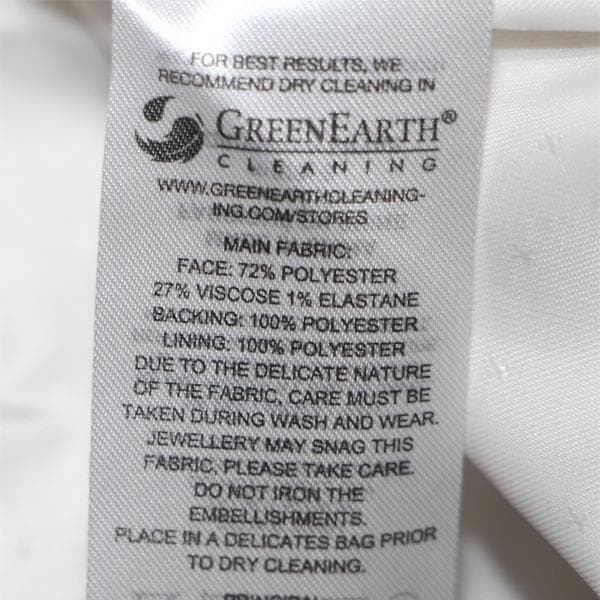 FOR BEST RESULTS, WE
RECOMMEND DRY CLEANING IN
GREENEARTH®
CLEANING
WWW.GREENEARTHCLEANING-
ING.COM/STORES
MAIN FABRIC:
FACE: 72% POLYESTER
27% VISCOSE 1% ELASTANE
BACKING: 100% POLYESTER
LINING: 100% POLYESTER
DUE TO THE DELICATE NATURE
OF THE FABRIC, CARE MUST BE
TAKEN DURING WASH AND WEAR.
JEWELLERY MAY SNAG THIS
FABRIC, PLEASE TAKE CARE.
DO NOT IRON THE
EMBELLISHMENTS.
PLACE IN A DELICATES BAG PRIOR
TO DRY CLEANING.